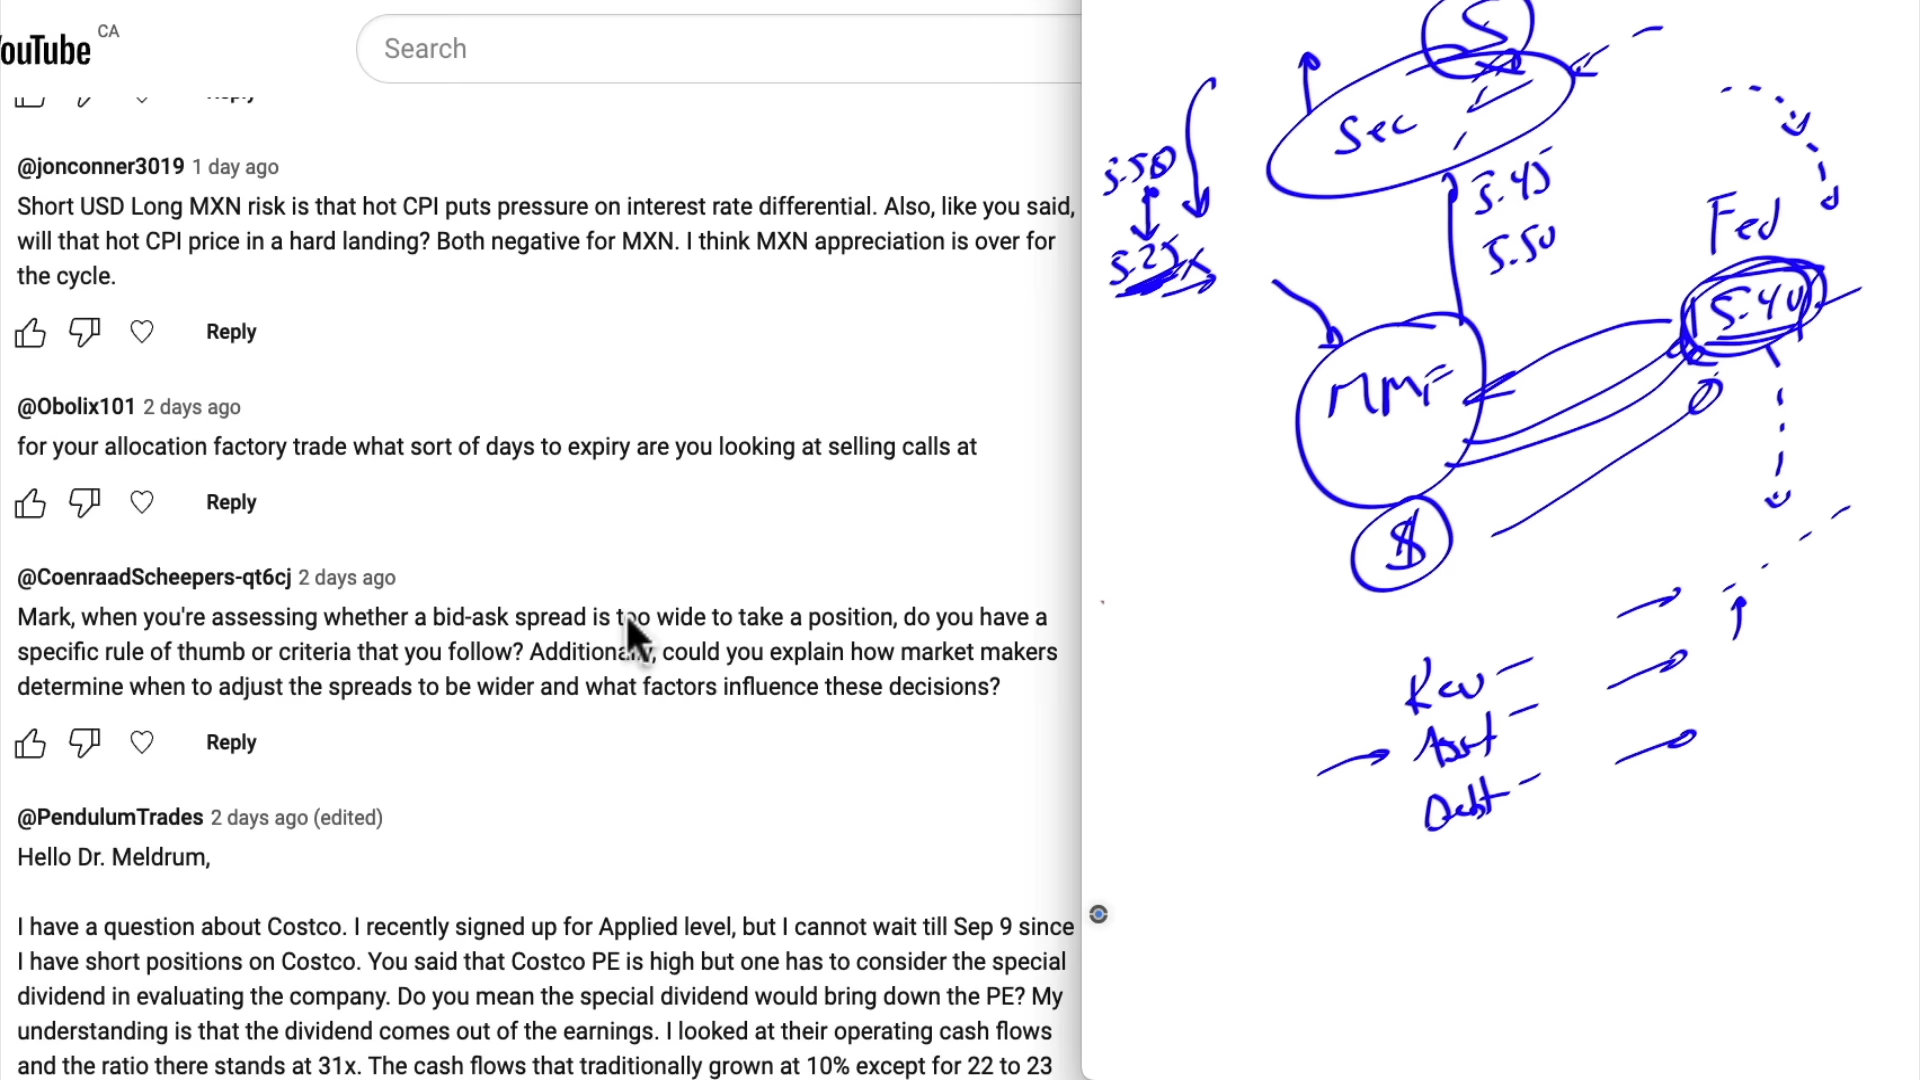 ouTube CA
Search
Reply
@jonconner3019 1 day ago
Short USD Long MXN risk is that hot CPI puts pressure on interest rate differential. Also, like you said,
will that hot CPI price in a hard landing? Both negative for MXN. I think MXN appreciation is over for
the cycle.
Reply
@Obolix101 2 days ago
for your allocation factory trade what sort of days to expiry are you looking at selling calls at
Reply
@CoenraadScheepers-qt6cj 2 days ago
Mark, when you're assessing whether a bid-ask spread is too wide to take a position, do you have a
specific rule of thumb or criteria that you follow? Additionally, could you explain how market makers
determine when to adjust the spreads to be wider and what factors influence these decisions?
Reply
@PendulumTrades 2 days ago (edited)
Hello Dr. Meldrum,
I have a question about Costco. I recently signed up for Applied level, but I cannot wait till Sep 9 since
I have short positions on Costco. You said that Costco PE is high but one has to consider the special
dividend in evaluating the company. Do you mean the special dividend would bring down the PE? My
understanding is that the dividend comes out of the earnings. I looked at their operating cash flows
and the ratio there stands at 31x. The cash flows that traditionally grown at 10% except for 22 to 23
S
Sec
5.50
5.25
5.45
5.50
Fed
5.40
MMF
$
Rev
Asst
Debt